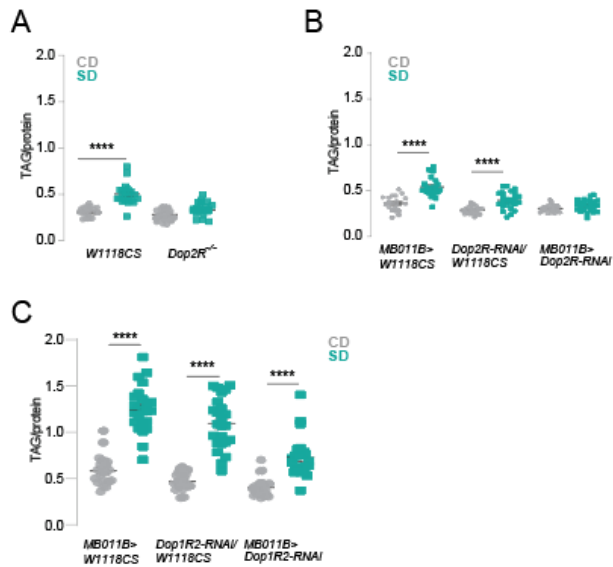 A
CD
SD
TAG/protein
2.0
1.5
1.0
0.5
0.0
****
W1118CS
Dop2R-/-
B
CD
SD
TAG/protein
2.0
1.5
1.0
0.5
0.0
****
****
MB011B>
W1118CS
Dop2R-RNAi/
W1118CS
MB011B>
Dop2R-RNAi
C
CD
SD
TAG/protein
2.0
1.5
1.0
0.5
0.0
****
****
****
MB011B>
W1118CS
Dop1R2-RNAi/
W1118CS
MB011B>
Dop1R2-RNAi